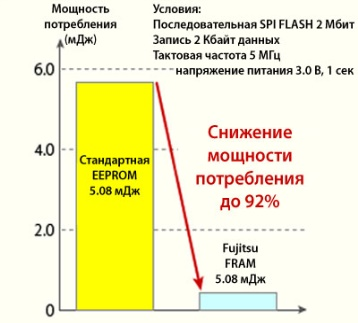 Мощность
потребления
(мДж)
Условия:
Последовательная SPI FLASH 2 Мбит
Запись 2 Кбайт данных
Тактовая частота 5 МГц
напряжение питания 3.0 В, 1 сек
6.0
4.0
2.0
0
Стандартная
EEPROM
5.08 мДж
Снижение
мощности
потребления
до 92%
Fujitsu
FRAM
5.08 мДж